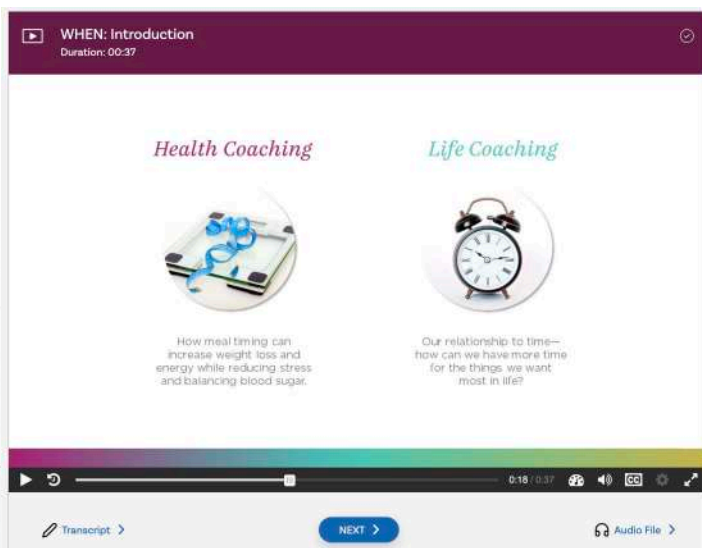 WHEN: Introduction
Duration: 00:37
Health Coaching
Life Coaching
How meal timing can
increase weight loss and
energy while reducing stress
and balancing blood sugar.
Our relationship to time—
how can we have more time
for the things we want
most in life?
0:18 / 0:37
CC
Transcript
NEXT
Audio File